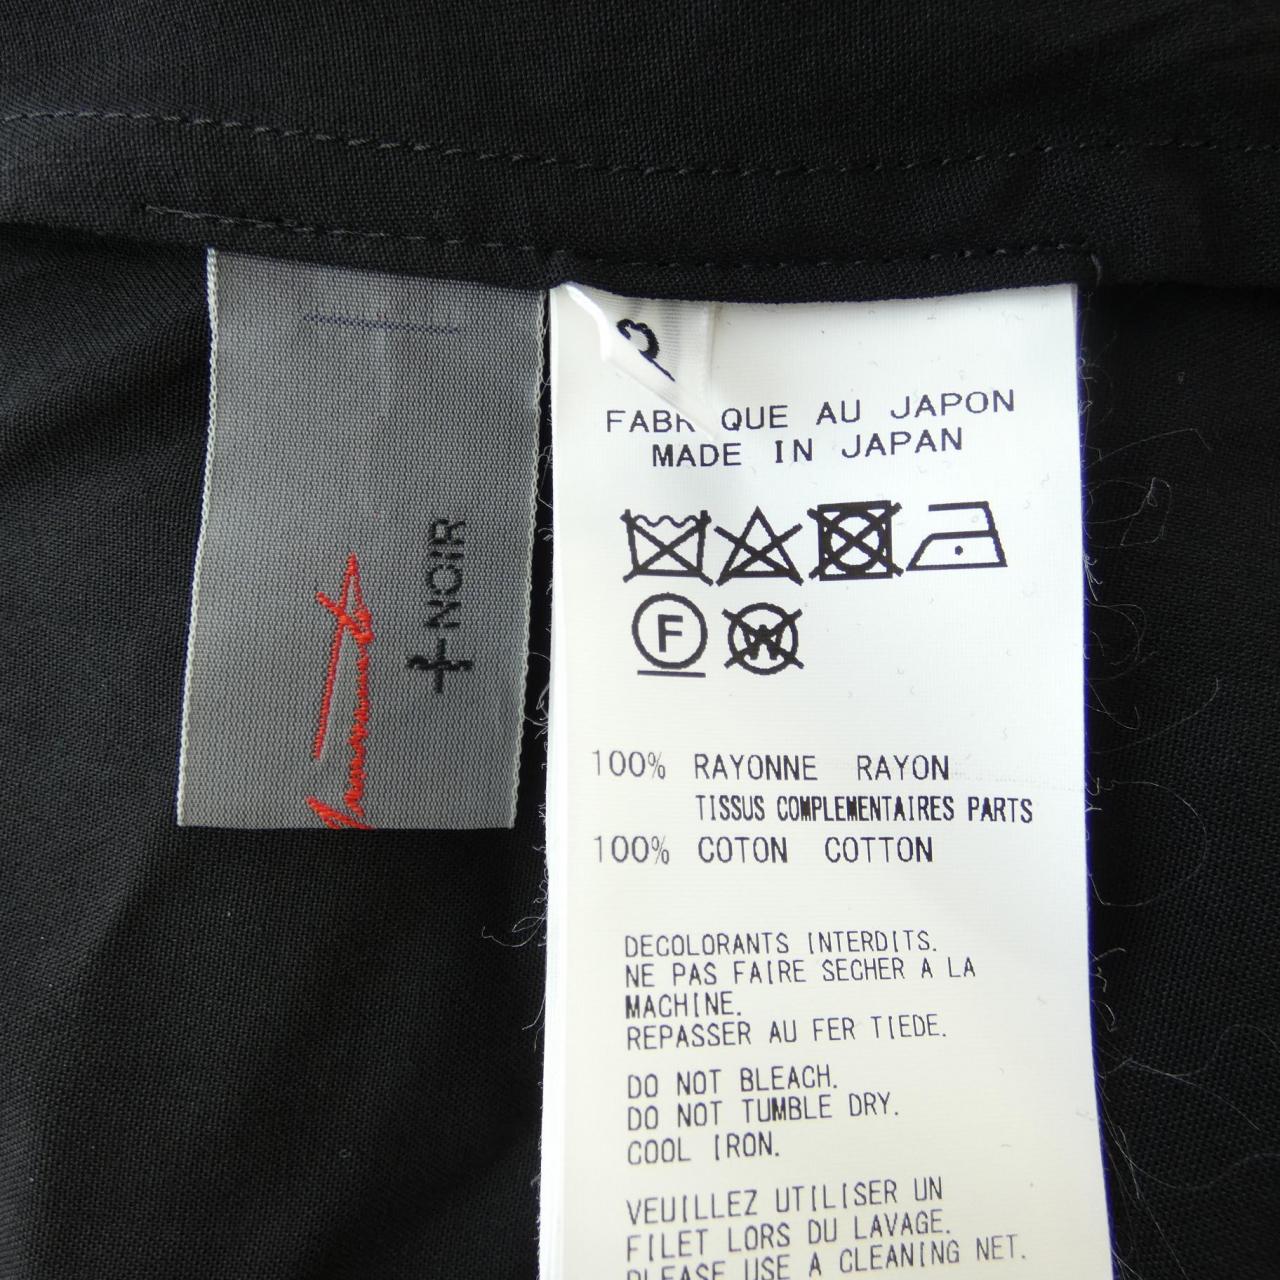 +NOIR
FABR QUE AU JAPON
MADE IN JAPAN
F
W
100% RAYONNE RAYON
TISSUS COMPLEMENTAIRES PARTS
100% COTON COTTON
DECOLORANTS INTERDITS.
NE PAS FAIRE SECHER A LA
MACHINE.
REPASSER AU FER TIEDE.
DO NOT BLEACH.
DO NOT TUMBLE DRY.
COOL IRON.
VEUILLEZ UTILISER UN
FILET LORS DU LAVAGE.
PLEASE USE A CLEANING NET.